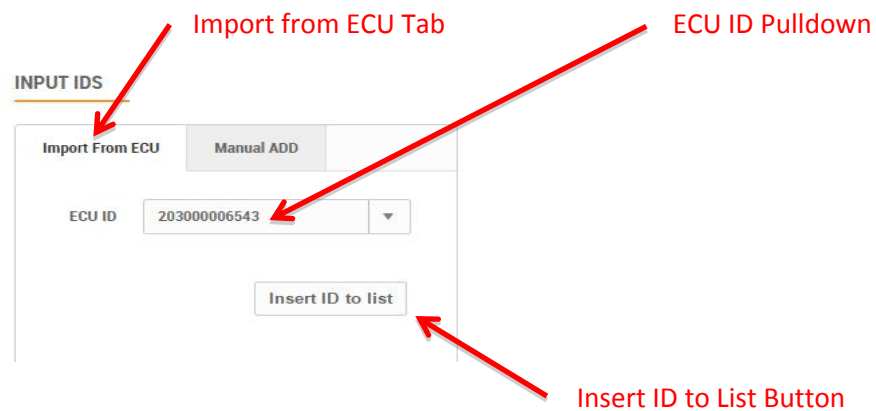 Import from ECU Tab
ECU ID Pulldown
INPUT IDS
Import From ECU
Manual ADD
ECU ID
203000006543
Insert ID to list
Insert ID to List Button